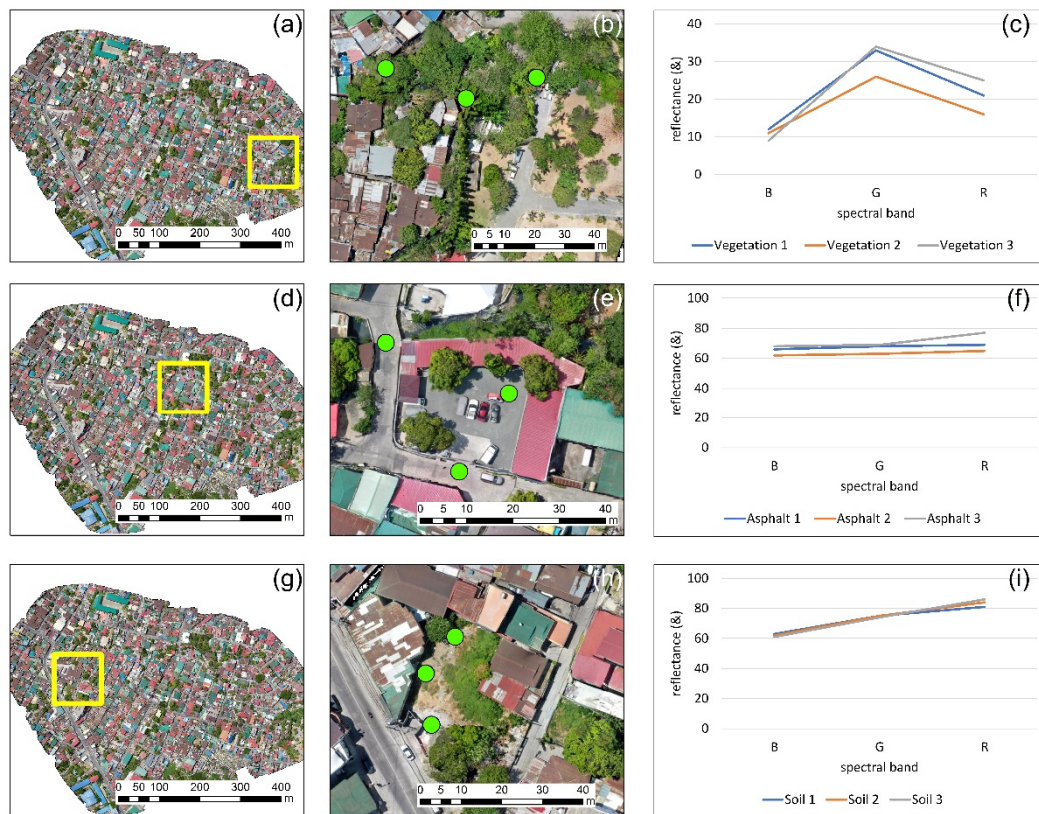 (a)
0 50 100 200 300 400
m
(b)
0 5 10 20 30 40
m
(c)
reflectance (&)
40
30
20
10
0
B G R
spectral band
Vegetation 1 Vegetation 2 Vegetation 3
(d)
0 50 100 200 300 400
m
(e)
0 5 10 20 30 40
m
(f)
reflectance (&)
100
80
60
40
20
0
B G R
spectral band
Asphalt 1 Asphalt 2 Asphalt 3
(g)
0 50 100 200 300 400
m
(h)
0 5 10 20 30 40
m
(i)
reflectance (&)
100
80
60
40
20
0
B G R
spectral band
Soil 1 Soil 2 Soil 3